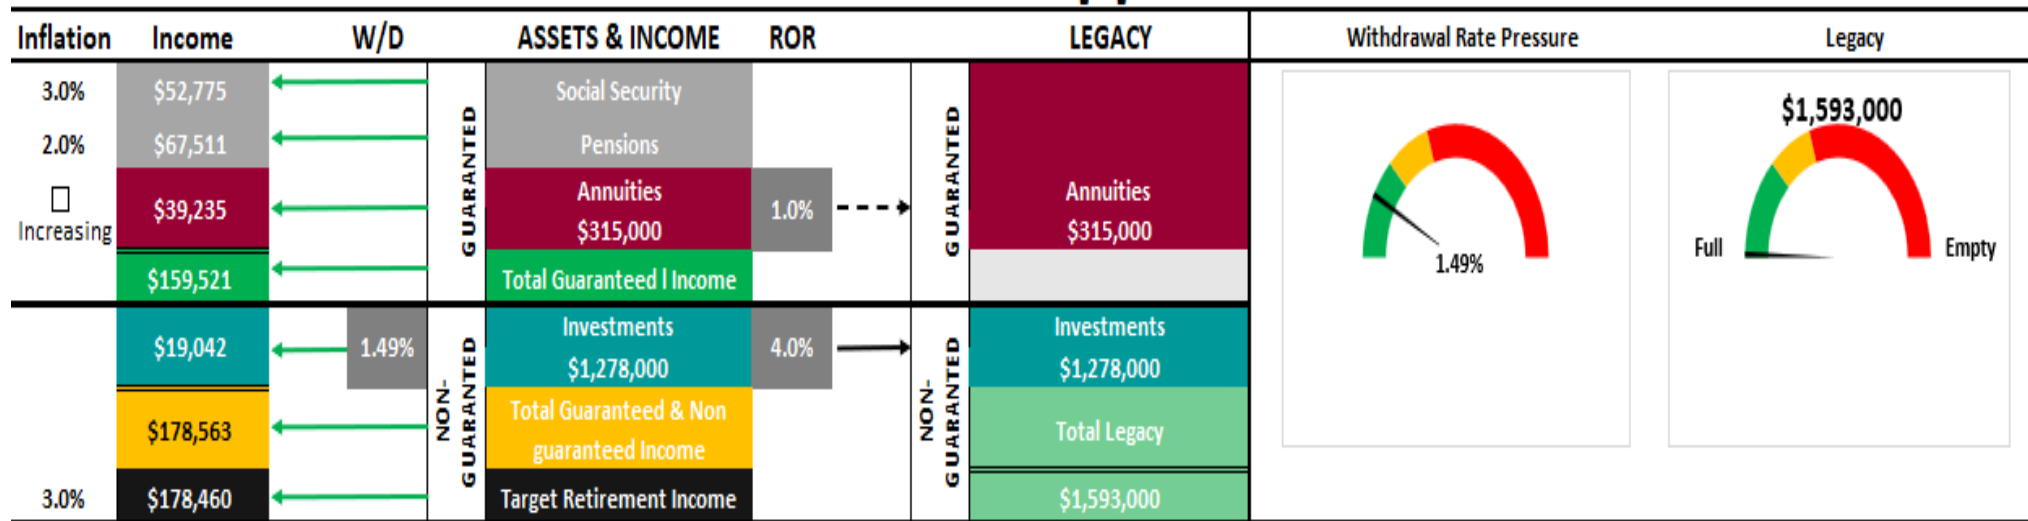 Inflation Income W/D ASSETS & INCOME ROR LEGACY Withdrawal Rate Pressure Legacy
3.0% $52,775 Social Security
2.0% $67,511 Pensions
Increasing $39,235 Annuities $315,000 1.0% Annuities $315,000
GUARANTEED GUARANTEED
$159,521 Total Guaranteed l Income
$19,042 1.49% Investments $1,278,000 4.0% Investments $1,278,000
NON-GUARANTEED NON-GUARANTEED
$178,563 Total Guaranteed & Non guaranteed Income Total Legacy
3.0% $178,460 Target Retirement Income $1,593,000
1.49%
$1,593,000
Full Empty